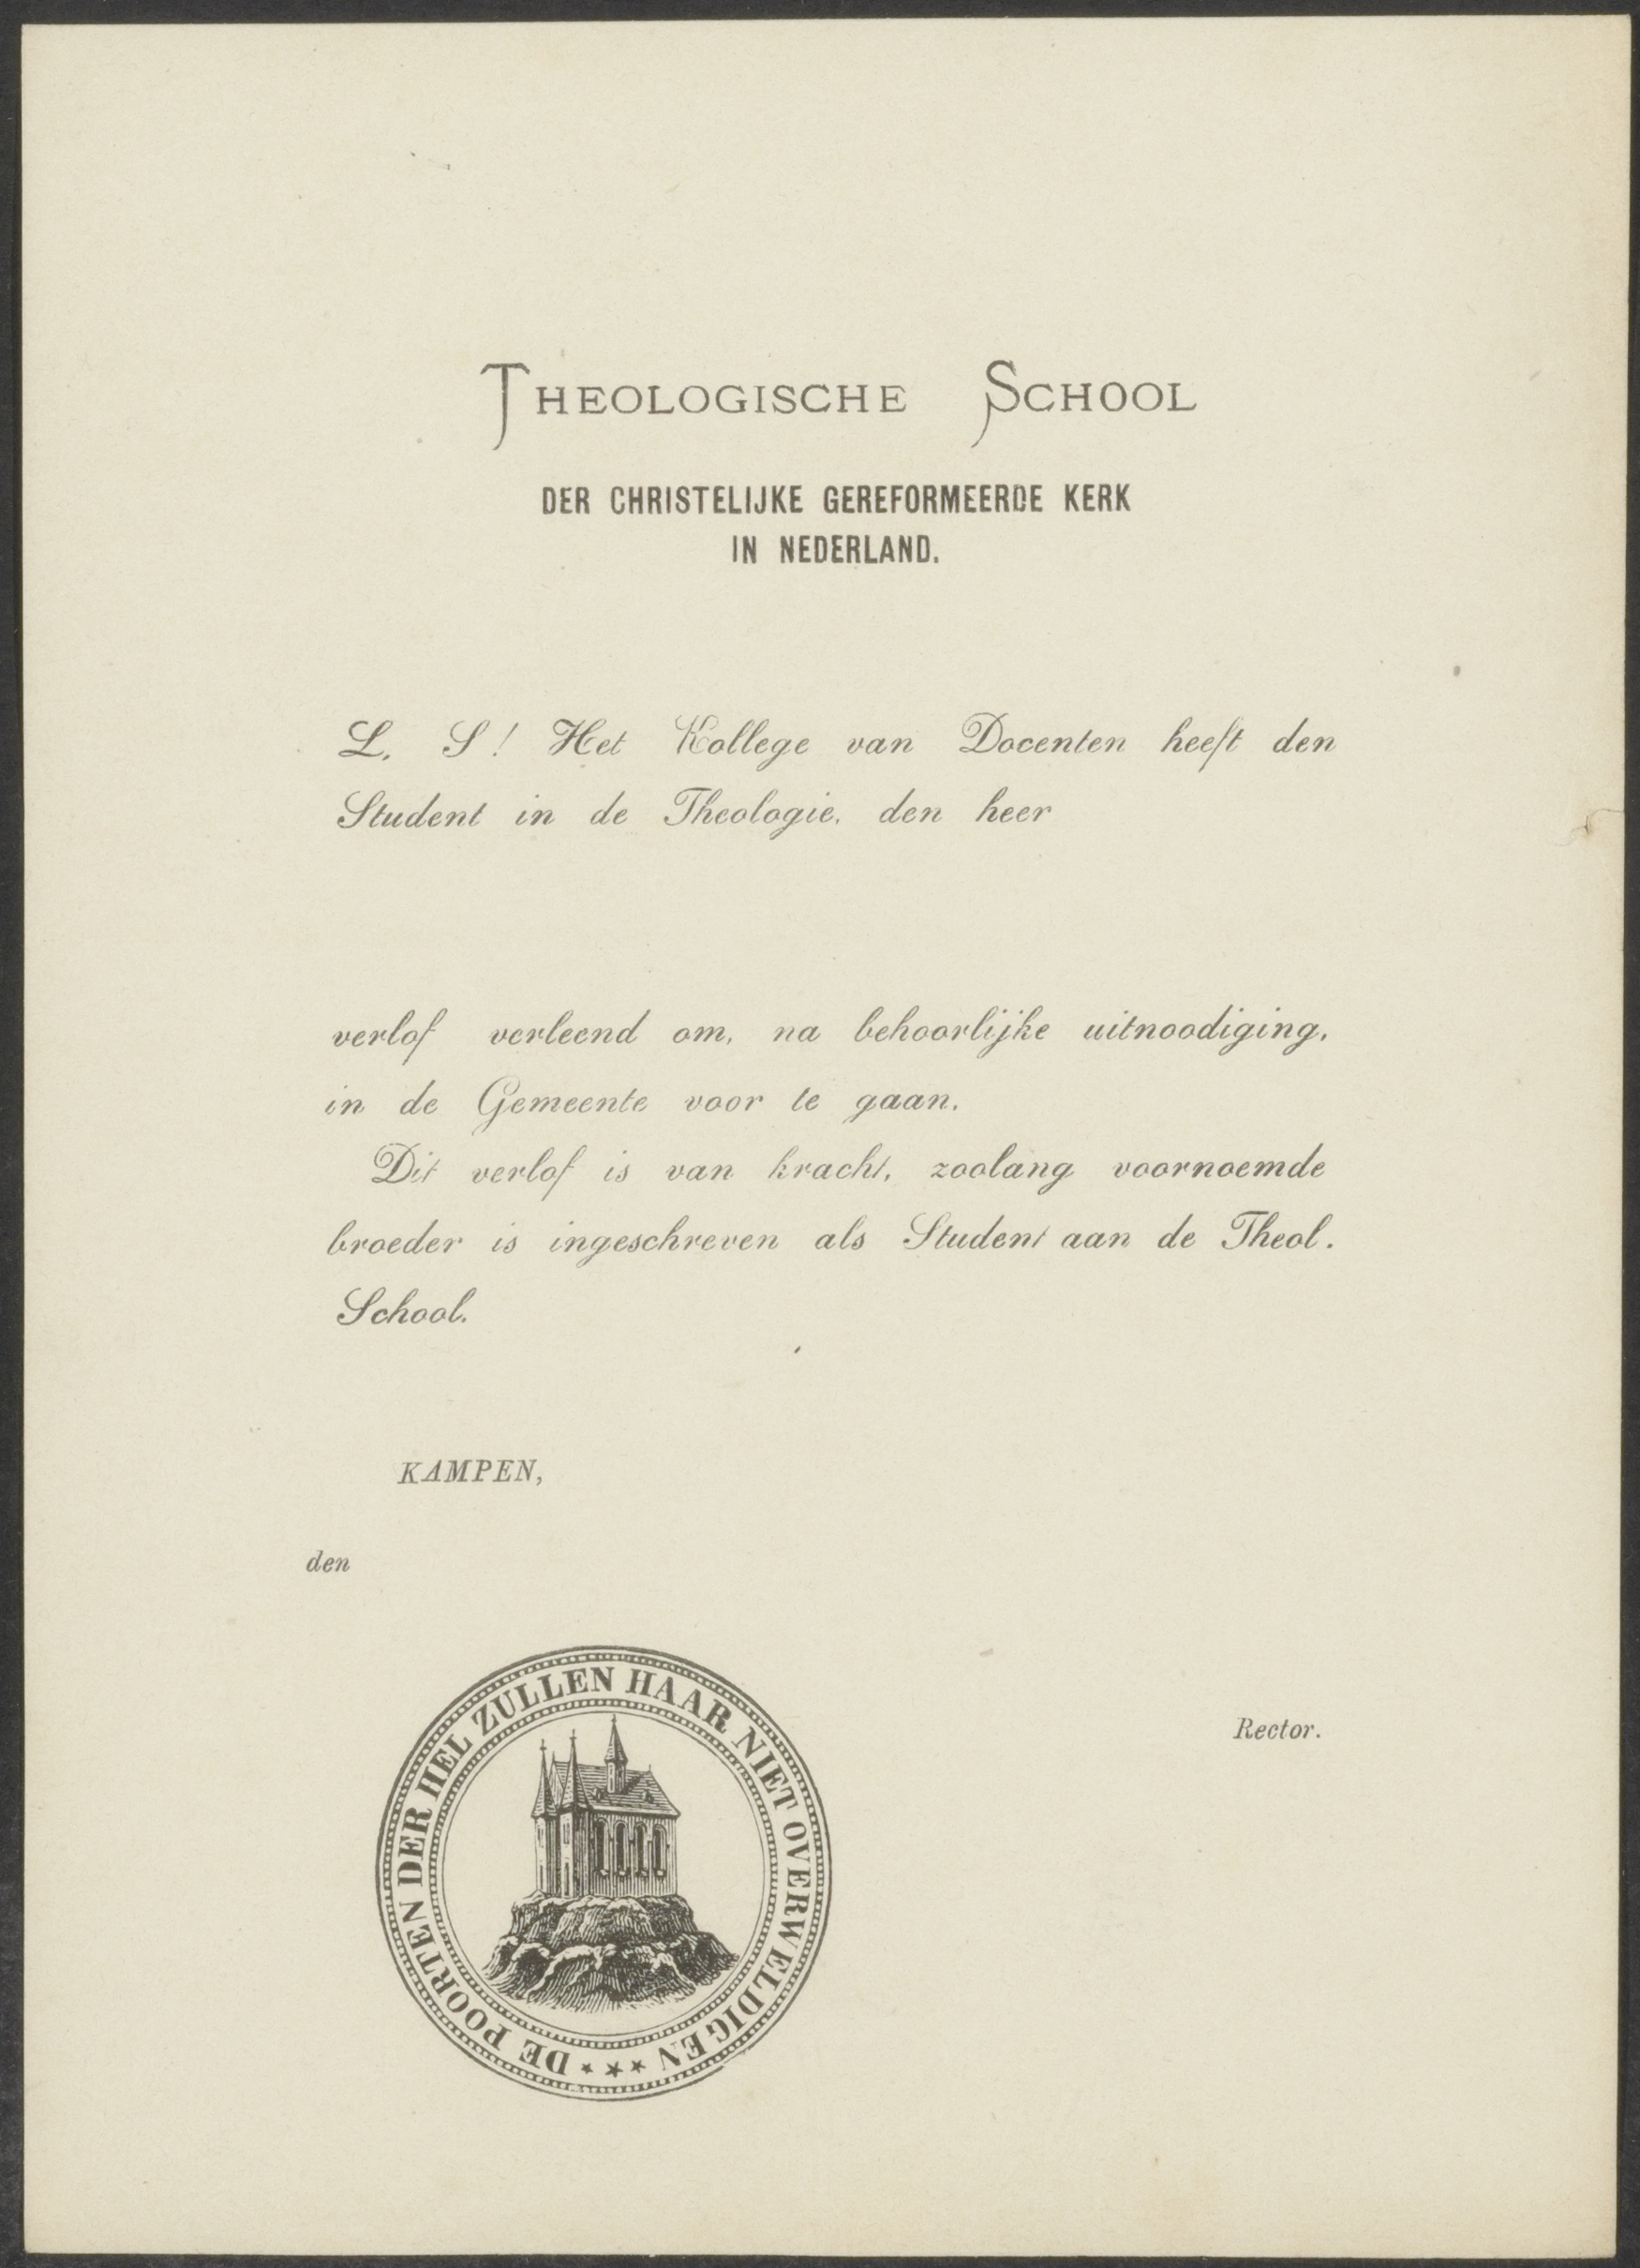 THEOLOGISCHE SCHOOL
DER CHRISTELIJKE GEREFORMEERDE KERK
IN NEDERLAND.
L. S! Het Kollege van Docenten heeft den
Student in de Theologie, den heer
verlof verleend om, na behoorlijke uitnoodiging,
in de Gemeente voor te gaan.
Dit verlof is van kracht, zoolang voornoemde
broeder is ingeschreven als Student aan de Theol.
School.
KAMPEN,
den
Rector.
DE POORTEN DER HEL ZULLEN HAAR NIET OVERWELDIGEN ***